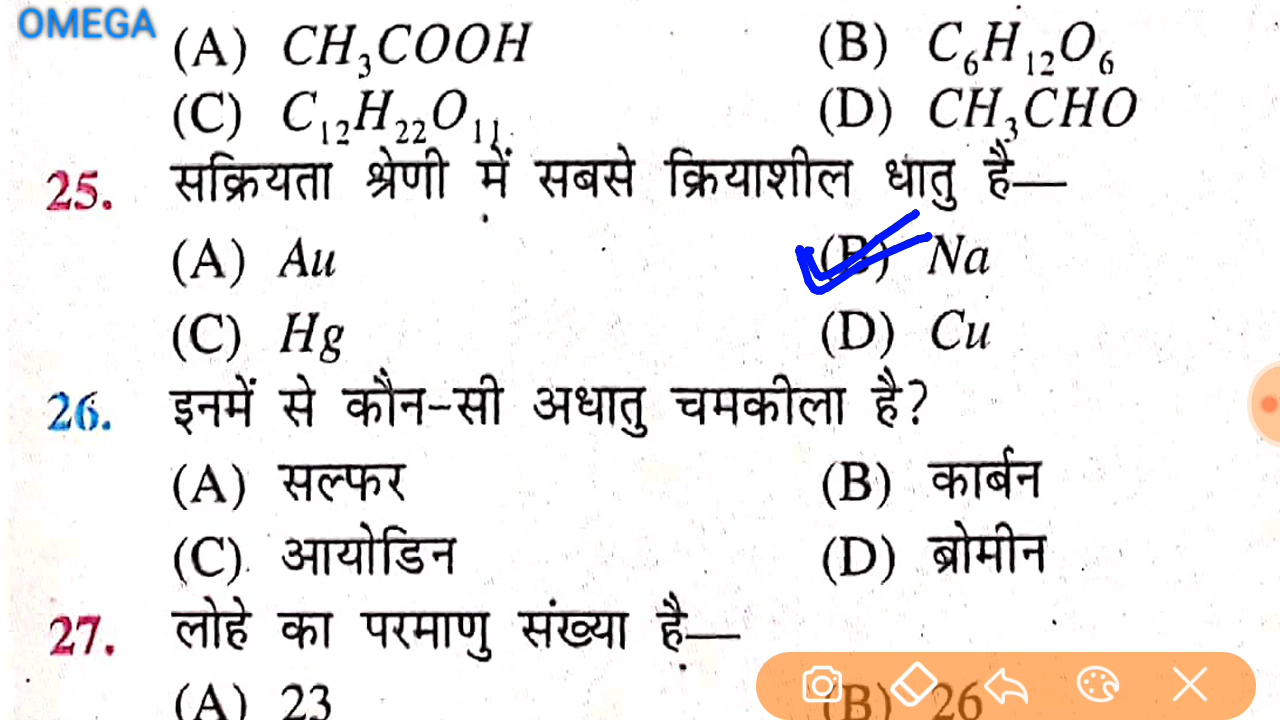 OMEGA
(A) CH₃COOH (B) C₆H₁₂O₆
(C) C₁₂H₂₂O₁₁ (D) CH₃CHO
25. सक्रियता श्रेणी में सबसे क्रियाशील धातु है—
(A) Au (B) Na
(C) Hg (D) Cu
26. इनमें से कौन-सी अधातु चमकीला है?
(A) सल्फर (B) कार्बन
(C) आयोडिन (D) ब्रोमीन
27. लोहे का परमाणु संख्या है—
(A) 23 (B) 26